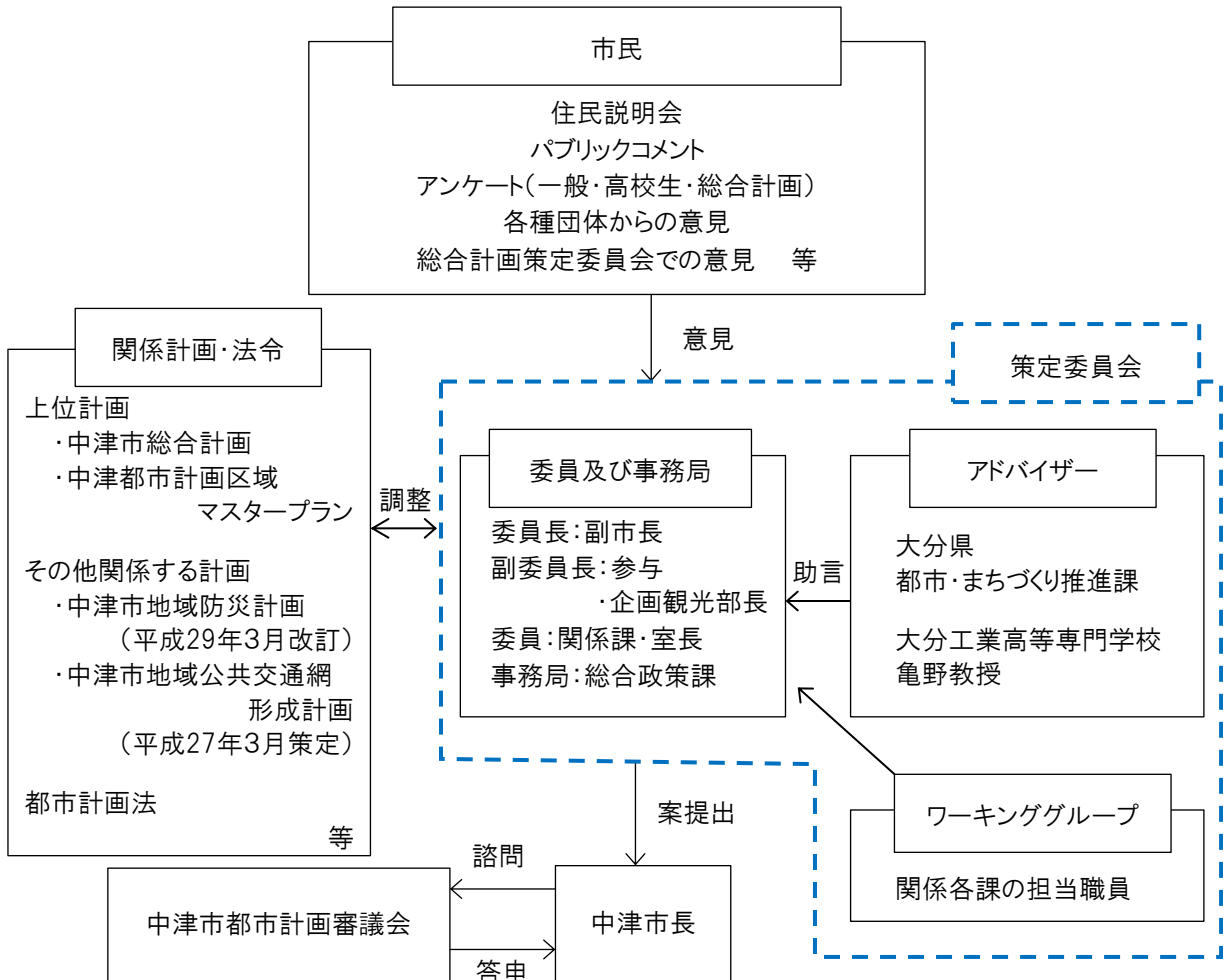 市民
住民説明会
パブリックコメント
アンケート(一般・高校生・総合計画)
各種団体からの意見
総合計画策定委員会での意見　等
意見
関係計画・法令
上位計画
・中津市総合計画
・中津都市計画区域
マスタープラン
その他関係する計画
・中津市地域防災計画
(平成29年3月改訂)
・中津市地域公共交通網
形成計画
(平成27年3月策定)
都市計画法
等
調整
策定委員会
委員及び事務局
委員長:副市長
副委員長:参与
・企画観光部長
委員:関係課・室長
事務局:総合政策課
助言
アドバイザー
大分県
都市・まちづくり推進課
大分工業高等専門学校
亀野教授
ワーキンググループ
関係各課の担当職員
案提出
諮問
中津市都市計画審議会
中津市長
答申